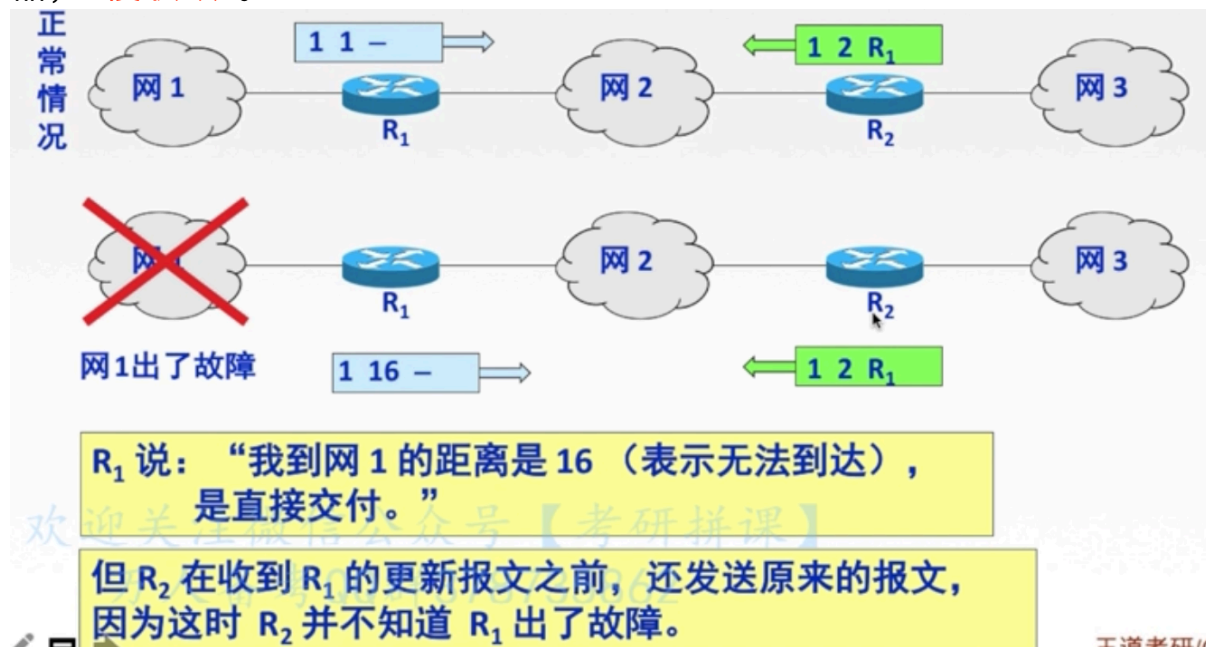 正常情况
1 1 −
1 2 R₁
网1
网2
网3
R₁
R₂
网2
网3
R₁
R₂
网1出了故障
1 16 −
1 2 R₁
R₁ 说：“我到网 1 的距离是 16 （表示无法到达），
是直接交付。”
欢迎关注微信公众号【考研拼课】
但 R₂ 在收到 R₁ 的更新报文之前，还发送原来的报文，
因为这时 R₂ 并不知道 R₁ 出了故障。